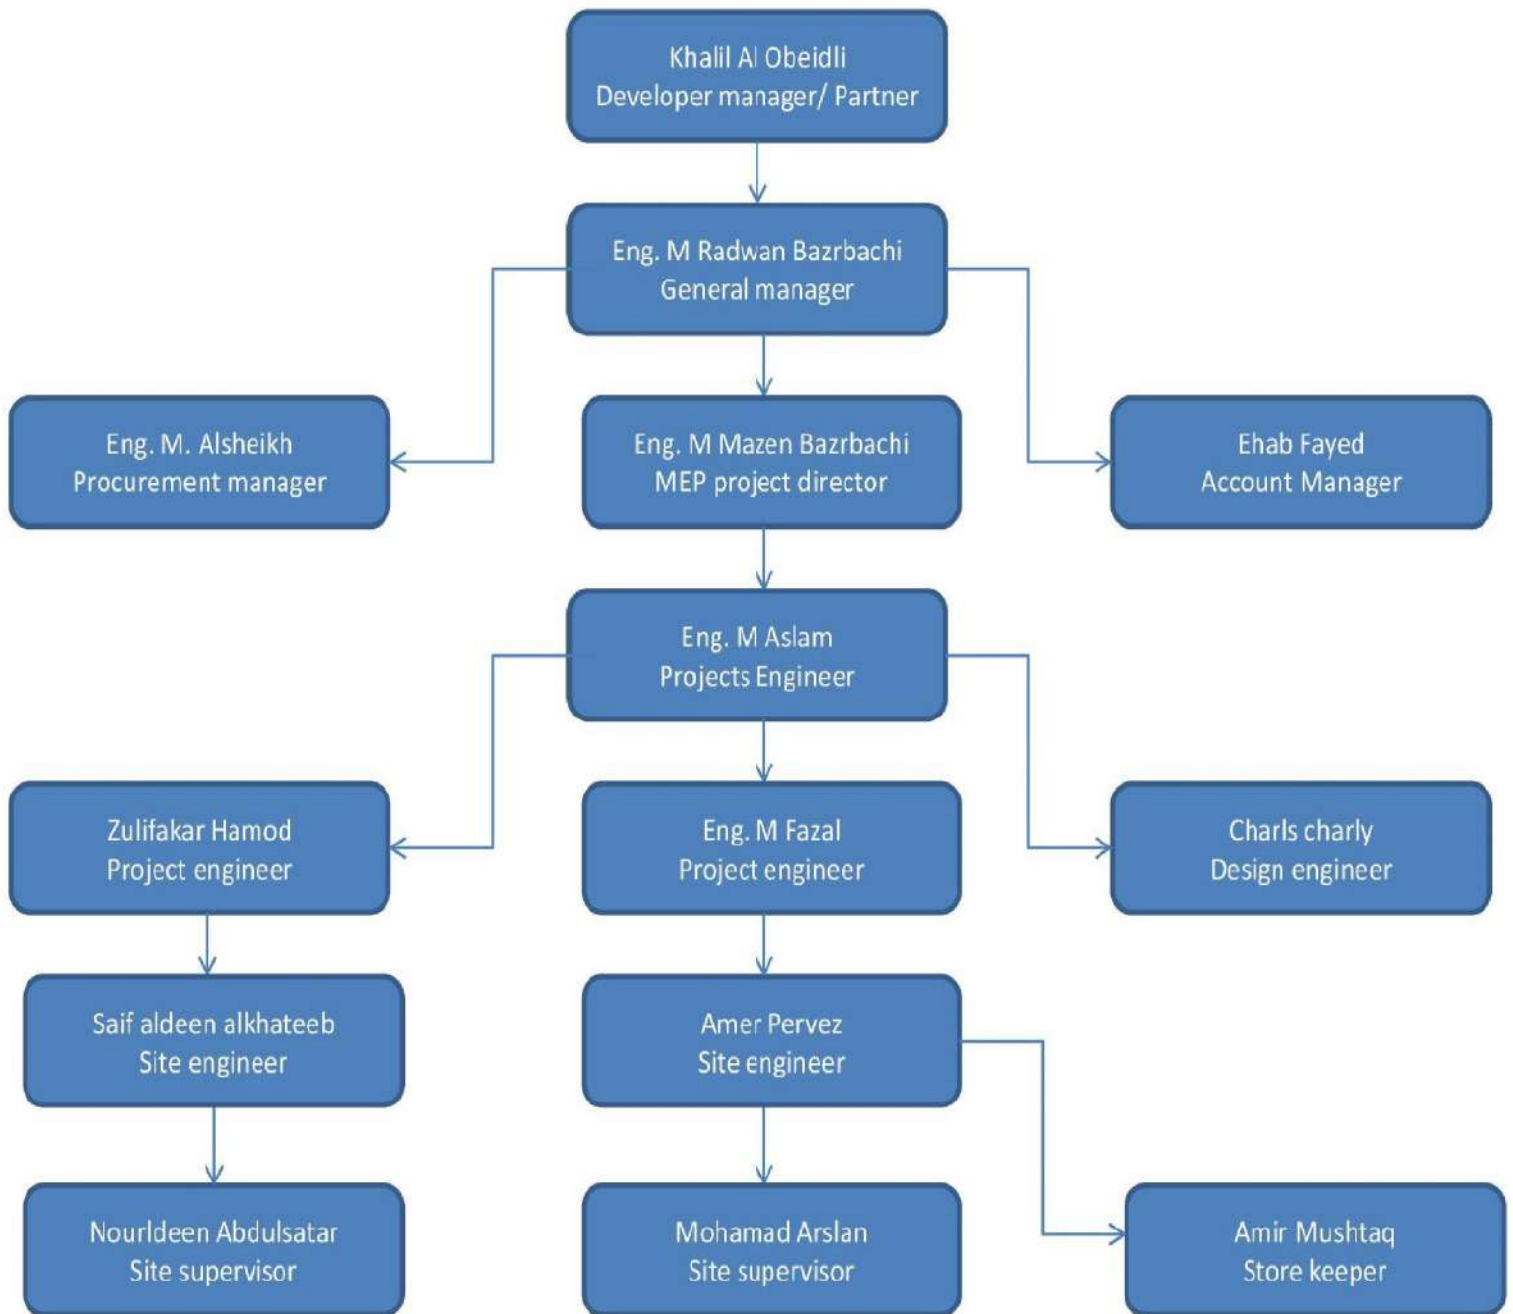 Khalil Al Obeidli
Developer manager/ Partner
Eng. M Radwan Bazrbachi
General manager
Eng. M. Alsheikh
Procurement manager
Eng. M Mazen Bazrbachi
MEP project director
Ehab Fayed
Account Manager
Eng. M Aslam
Projects Engineer
Zulifakar Hamod
Project engineer
Eng. M Fazal
Project engineer
Charls charly
Design engineer
Saif aldeen alkhateeb
Site engineer
Amer Pervez
Site engineer
Nourldeen Abdulsatar
Site supervisor
Mohamad Arslan
Site supervisor
Amir Mushtaq
Store keeper